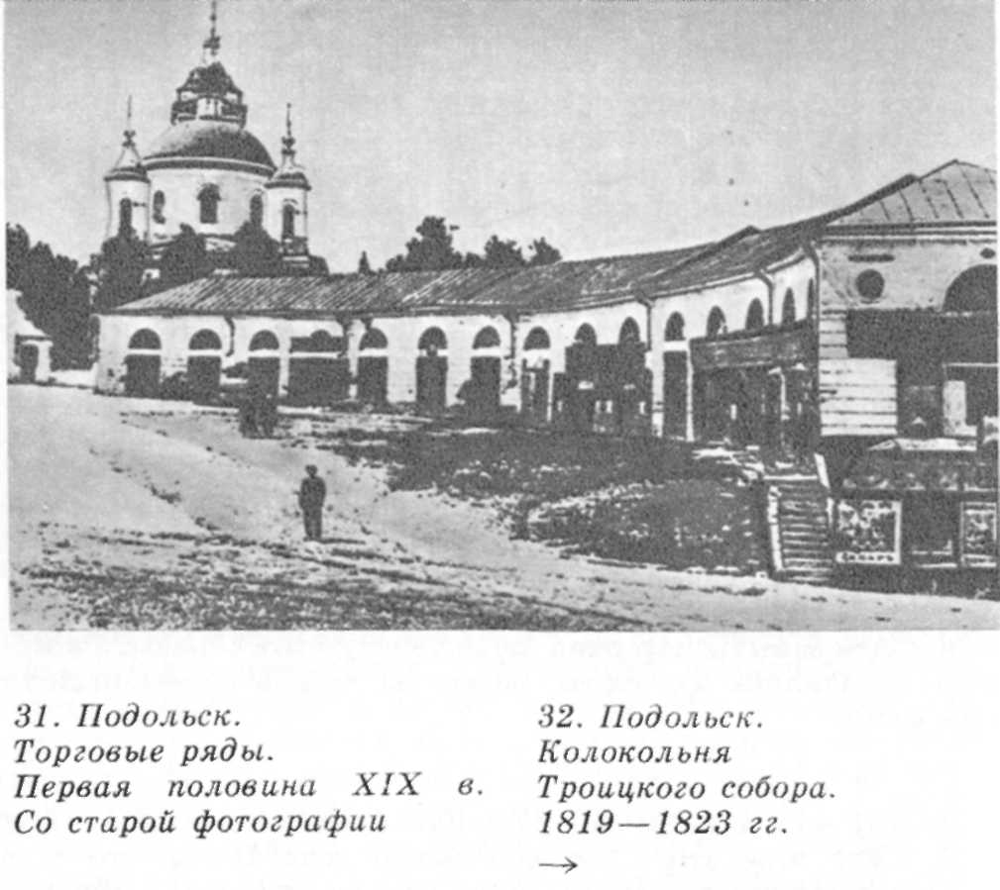 31. Подольск.
Торговые ряды.
Первая половина XIX в.
Со старой фотографии
32. Подольск.
Колокольня
Троицкого собора.
1819—1823 гг.
→